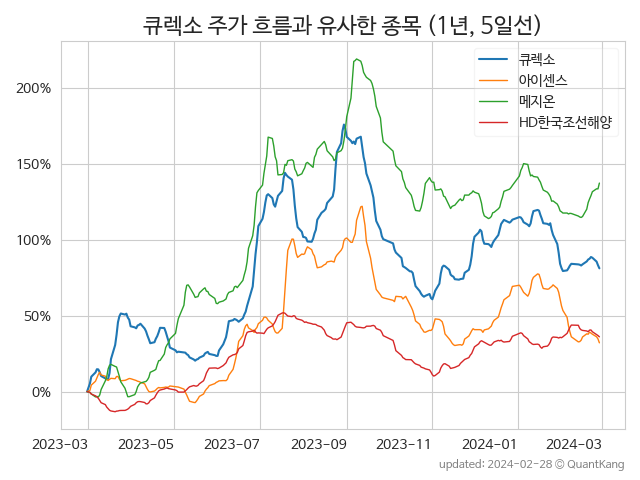 큐렉소 주가 흐름과 유사한 종목 (1년, 5일선)
큐렉소
아이센스
메지온
HD한국조선해양
200%
150%
100%
50%
0%
2023-03 2023-05 2023-07 2023-09 2023-11 2024-01 2024-03
updated: 2024-02-28 @ QuantKang